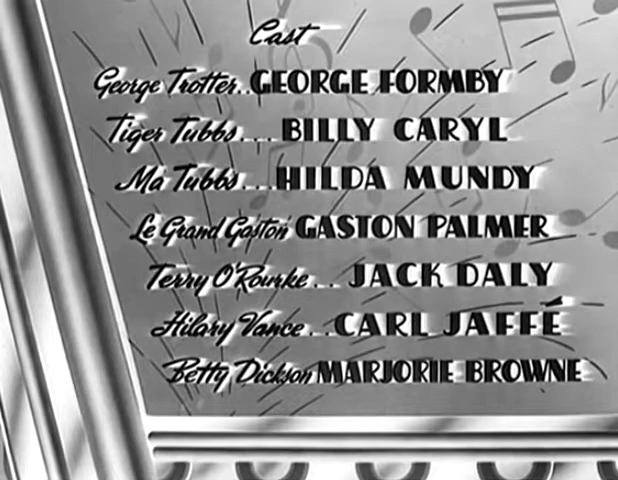 Cast
George Trotter.. GEORGE FORMBY
Tiger Tubbs.... BILLY CARYL
Ma Tubbs... HILDA MUNDY
Le Grand Gaston GASTON PALMER
Terry O'Rourke... JACK DALY
Hilary Vance... CARL JAFFE
Betty Dickson MARJORIE BROWNE